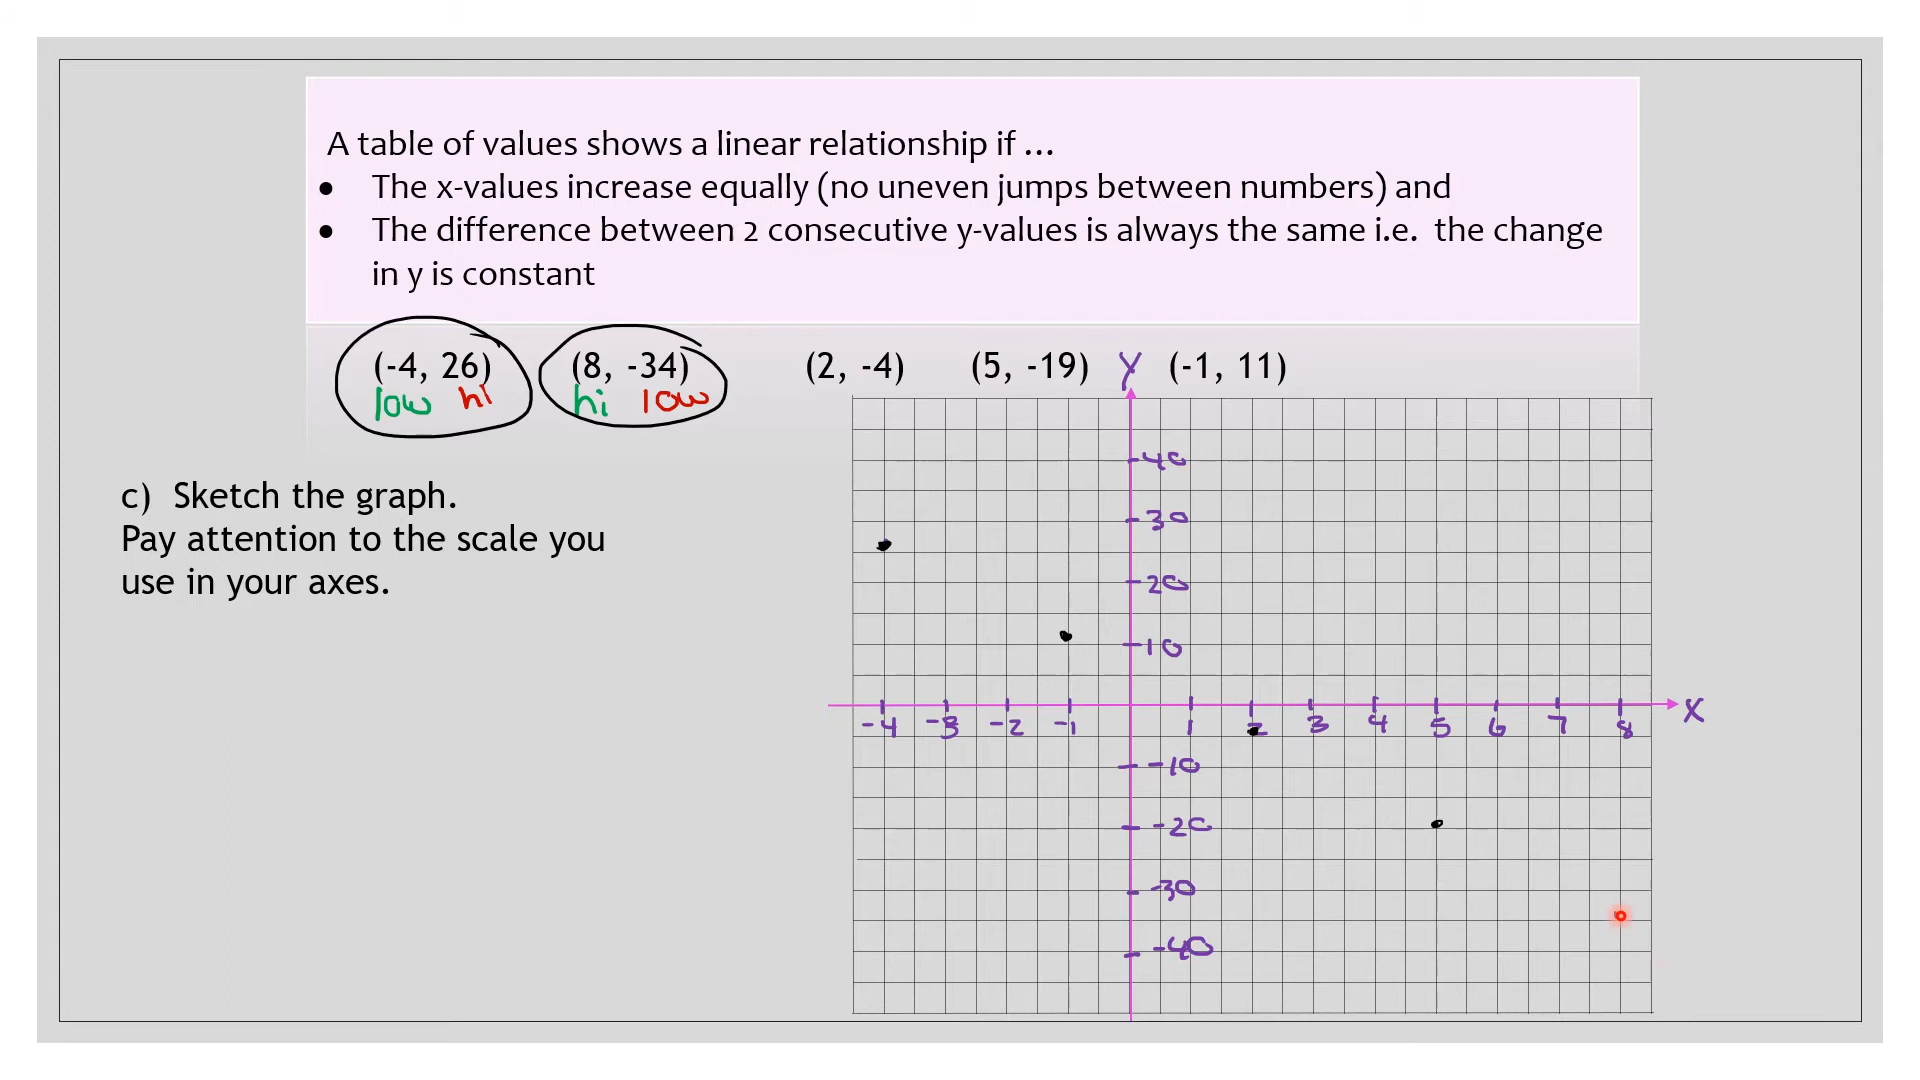 A table of values shows a linear relationship if ...
• The x-values increase equally (no uneven jumps between numbers) and
• The difference between 2 consecutive y-values is always the same i.e. the change
in y is constant
(-4, 26) (8, -34) (2, -4) (5, -19) Y (-1, 11)
low hi hi low
c) Sketch the graph.
Pay attention to the scale you
use in your axes.
40
30
20
10
X
-4 -3 -2 -1 1 2 3 4 5 6 7 8
-10
-20
-30
-40